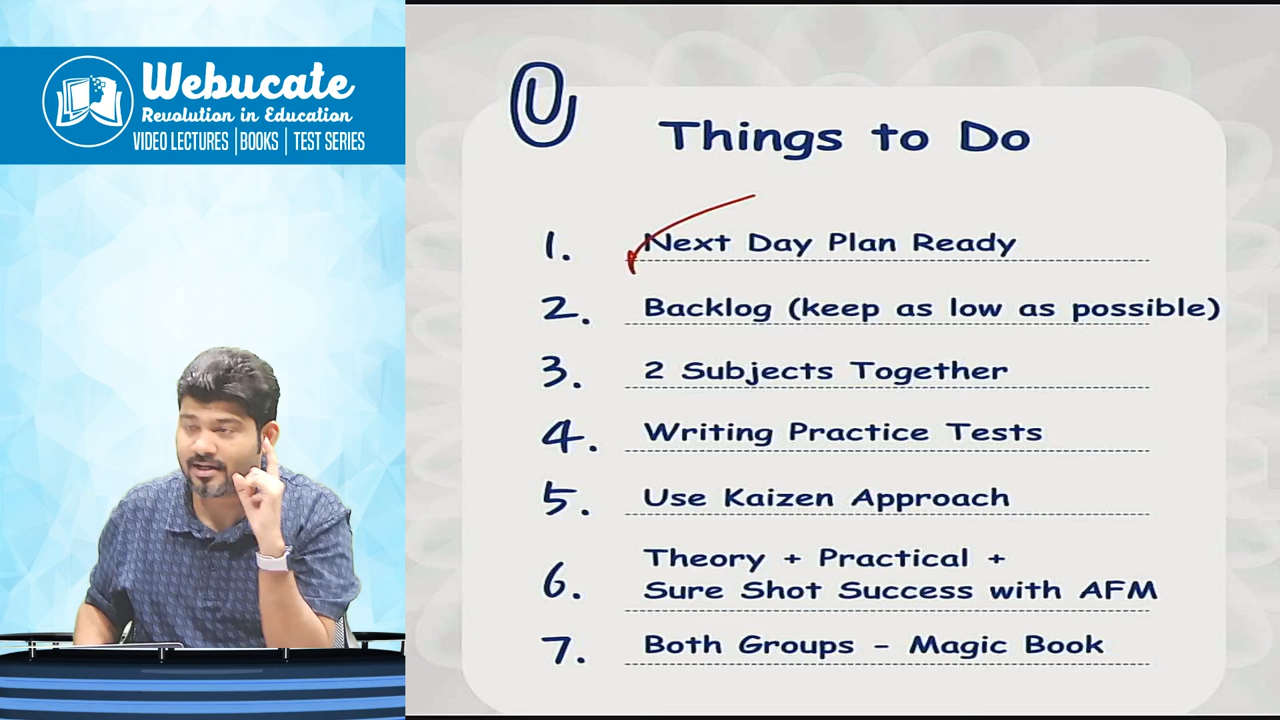 Webucate
Revolution in Education
VIDEO LECTURES | BOOKS | TEST SERIES
Things to Do
1. Next Day Plan Ready
2. Backlog (keep as low as possible)
3. 2 Subjects Together
4. Writing Practice Tests
5. Use Kaizen Approach
6. Theory + Practical +
Sure Shot Success with AFM
7. Both Groups - Magic Book